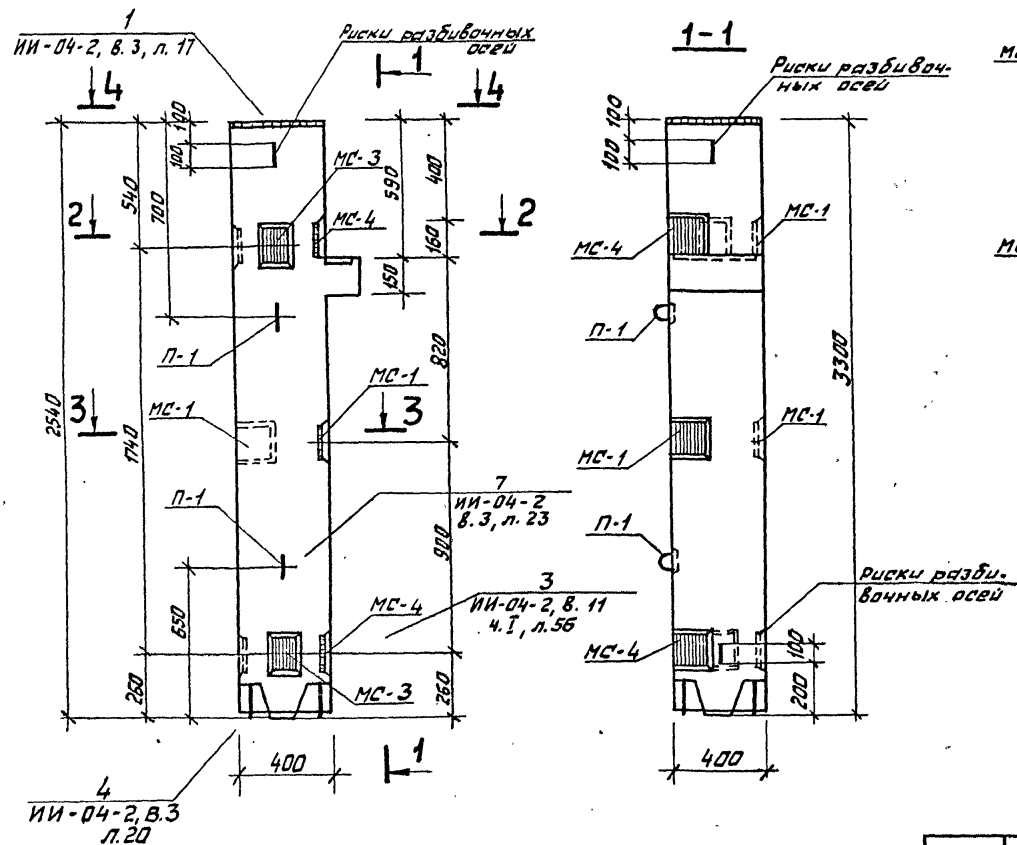 1
ИИ-04-2, в. 3, л. 17
Риски разбивочных
осей
1
4
4
100
100
540
700
2540
1740
2
МС-3
МС-4
590
400
160
150
2
П-1
820
МС-1
МС-1
3
3
П-1
7
ИИ-04-2
в. 3, л. 23
900
650
3
ИИ-04-2, в. 11
ч. I, л. 56
МС-4
МС-3
260
260
400
1
4
ИИ-04-2, в.3
л.20
1-1
Риски разбивоч-
ных осей
100
100
МС-4
МС-1
П-1
3300
МС-1
МС-1
П-1
Риски разби-
вочных осей
МС-4
100
200
400